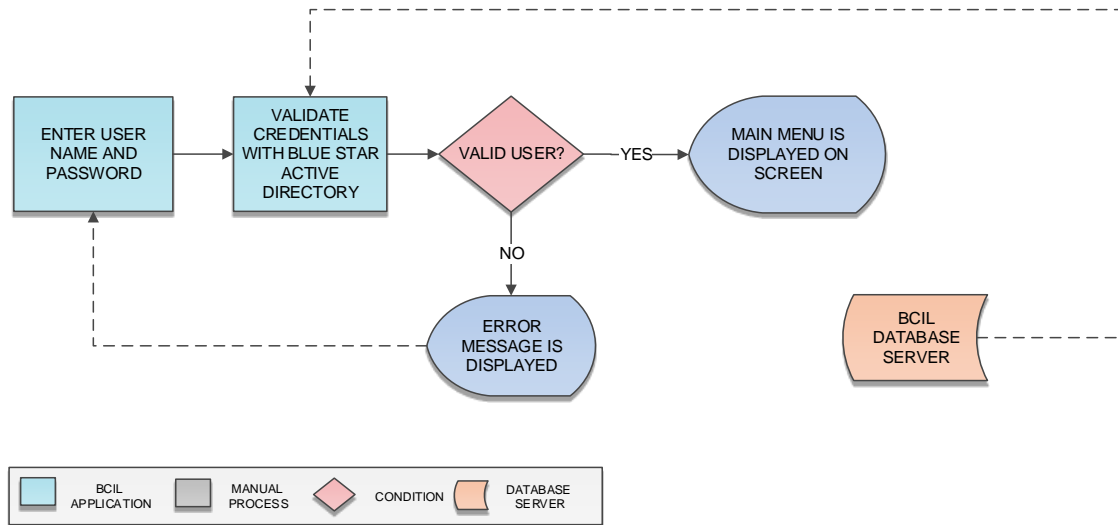 ENTER USER
NAME AND
PASSWORD
VALIDATE
CREDENTIALS
WITH BLUE STAR
ACTIVE
DIRECTORY
VALID USER?
YES
MAIN MENU IS
DISPLAYED ON
SCREEN
NO
ERROR
MESSAGE IS
DISPLAYED
BCIL
DATABASE
SERVER
BCIL
APPLICATION
MANUAL
PROCESS
CONDITION
DATABASE
SERVER